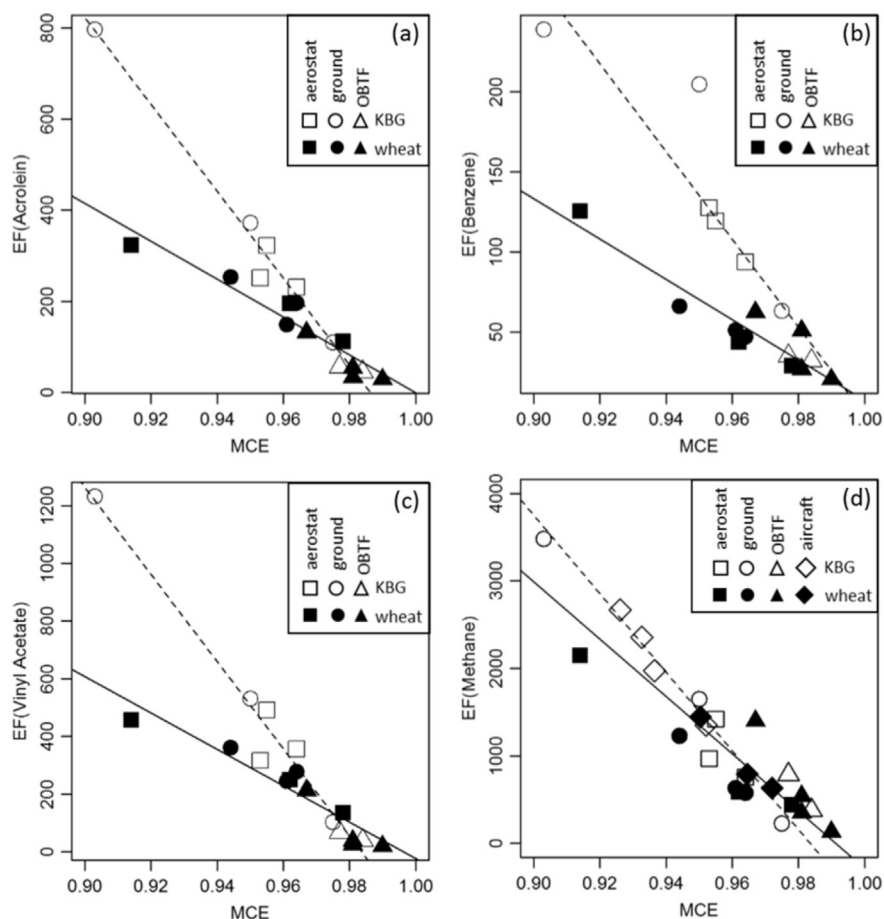 (a)
aerostat
ground
OBTF
KBG
wheat
EF(Acrolein)
800
600
400
200
0
0.90 0.92 0.94 0.96 0.98 1.00
MCE
(b)
aerostat
ground
OBTF
KBG
wheat
EF(Benzene)
200
150
100
50
0.90 0.92 0.94 0.96 0.98 1.00
MCE
(c)
aerostat
ground
OBTF
KBG
wheat
EF(Vinyl Acetate)
1200
1000
800
600
400
200
0
0.90 0.92 0.94 0.96 0.98 1.00
MCE
(d)
aerostat
ground
OBTF
aircraft
KBG
wheat
EF(Methane)
4000
3000
2000
1000
0
0.90 0.92 0.94 0.96 0.98 1.00
MCE